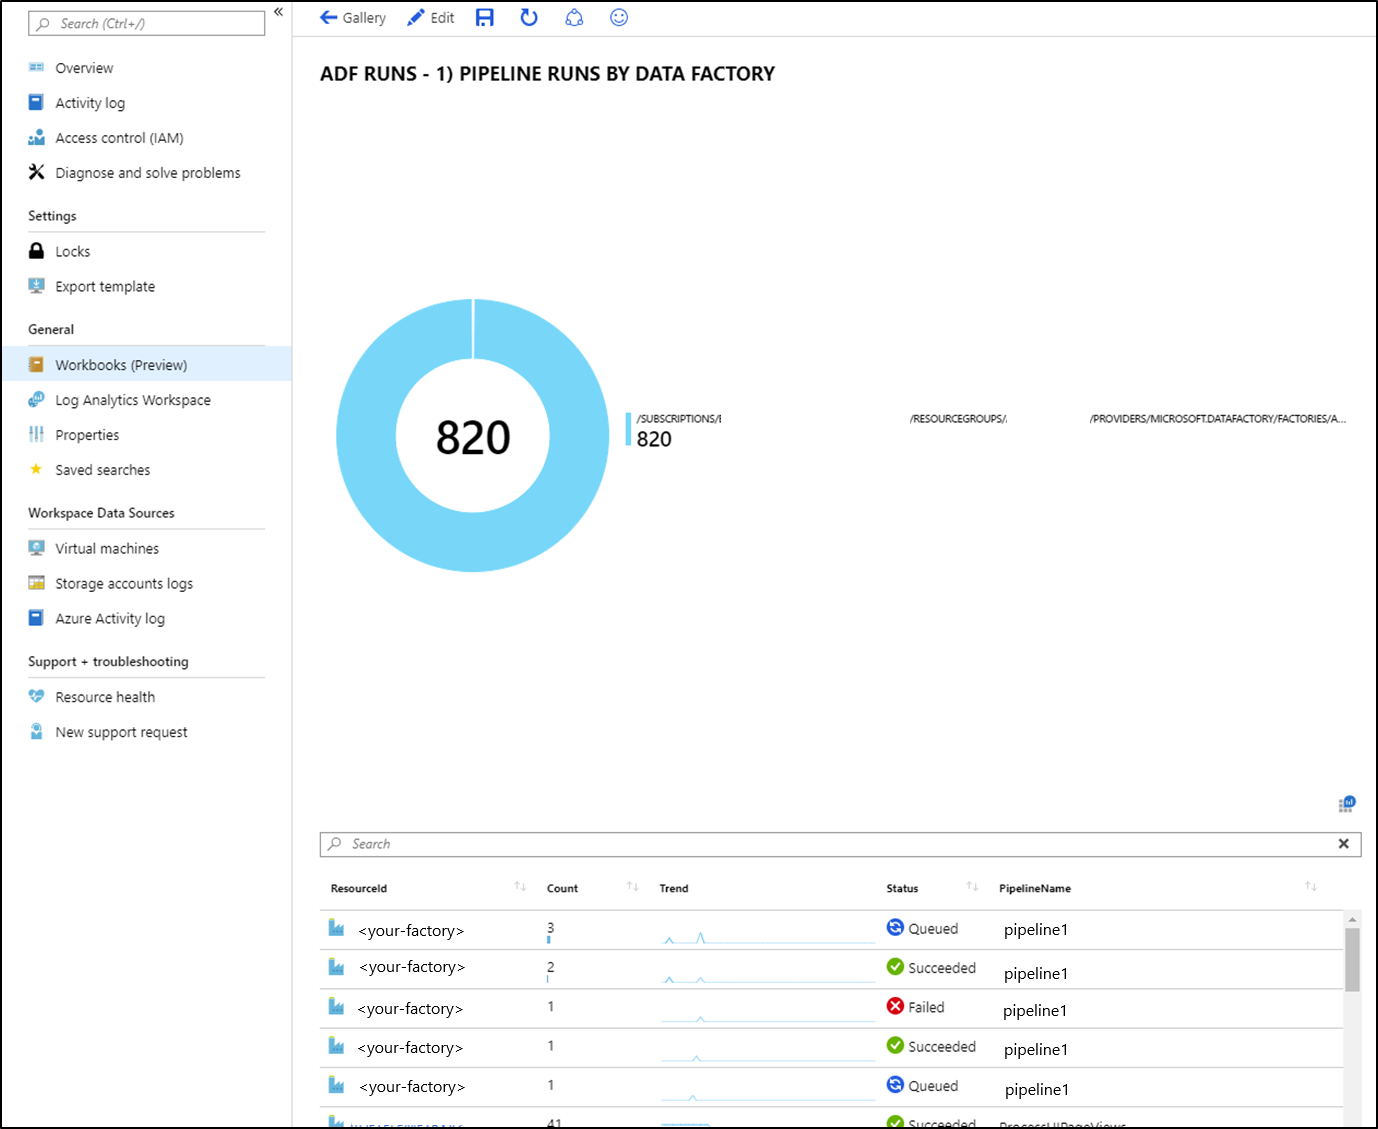 Search (Ctrl+/)
«
Overview
Activity log
Access control (IAM)
Diagnose and solve problems
Settings
Locks
Export template
General
Workbooks (Preview)
Log Analytics Workspace
Properties
Saved searches
Workspace Data Sources
Virtual machines
Storage accounts logs
Azure Activity log
Support + troubleshooting
Resource health
New support request
Gallery Edit
ADF RUNS - 1) PIPELINE RUNS BY DATA FACTORY
820
/SUBSCRIPTIONS/ /RESOURCEGROUPS/ /PROVIDERS/MICROSOFT.DATAFACTORY/FACTORIES/A...
820
Search
ResourceId Count Trend Status PipelineName
<your-factory> 3 Queued pipeline1
<your-factory> 2 Succeeded pipeline1
<your-factory> 1 Failed pipeline1
<your-factory> 1 Succeeded pipeline1
<your-factory> 1 Queued pipeline1
41 Succeeded